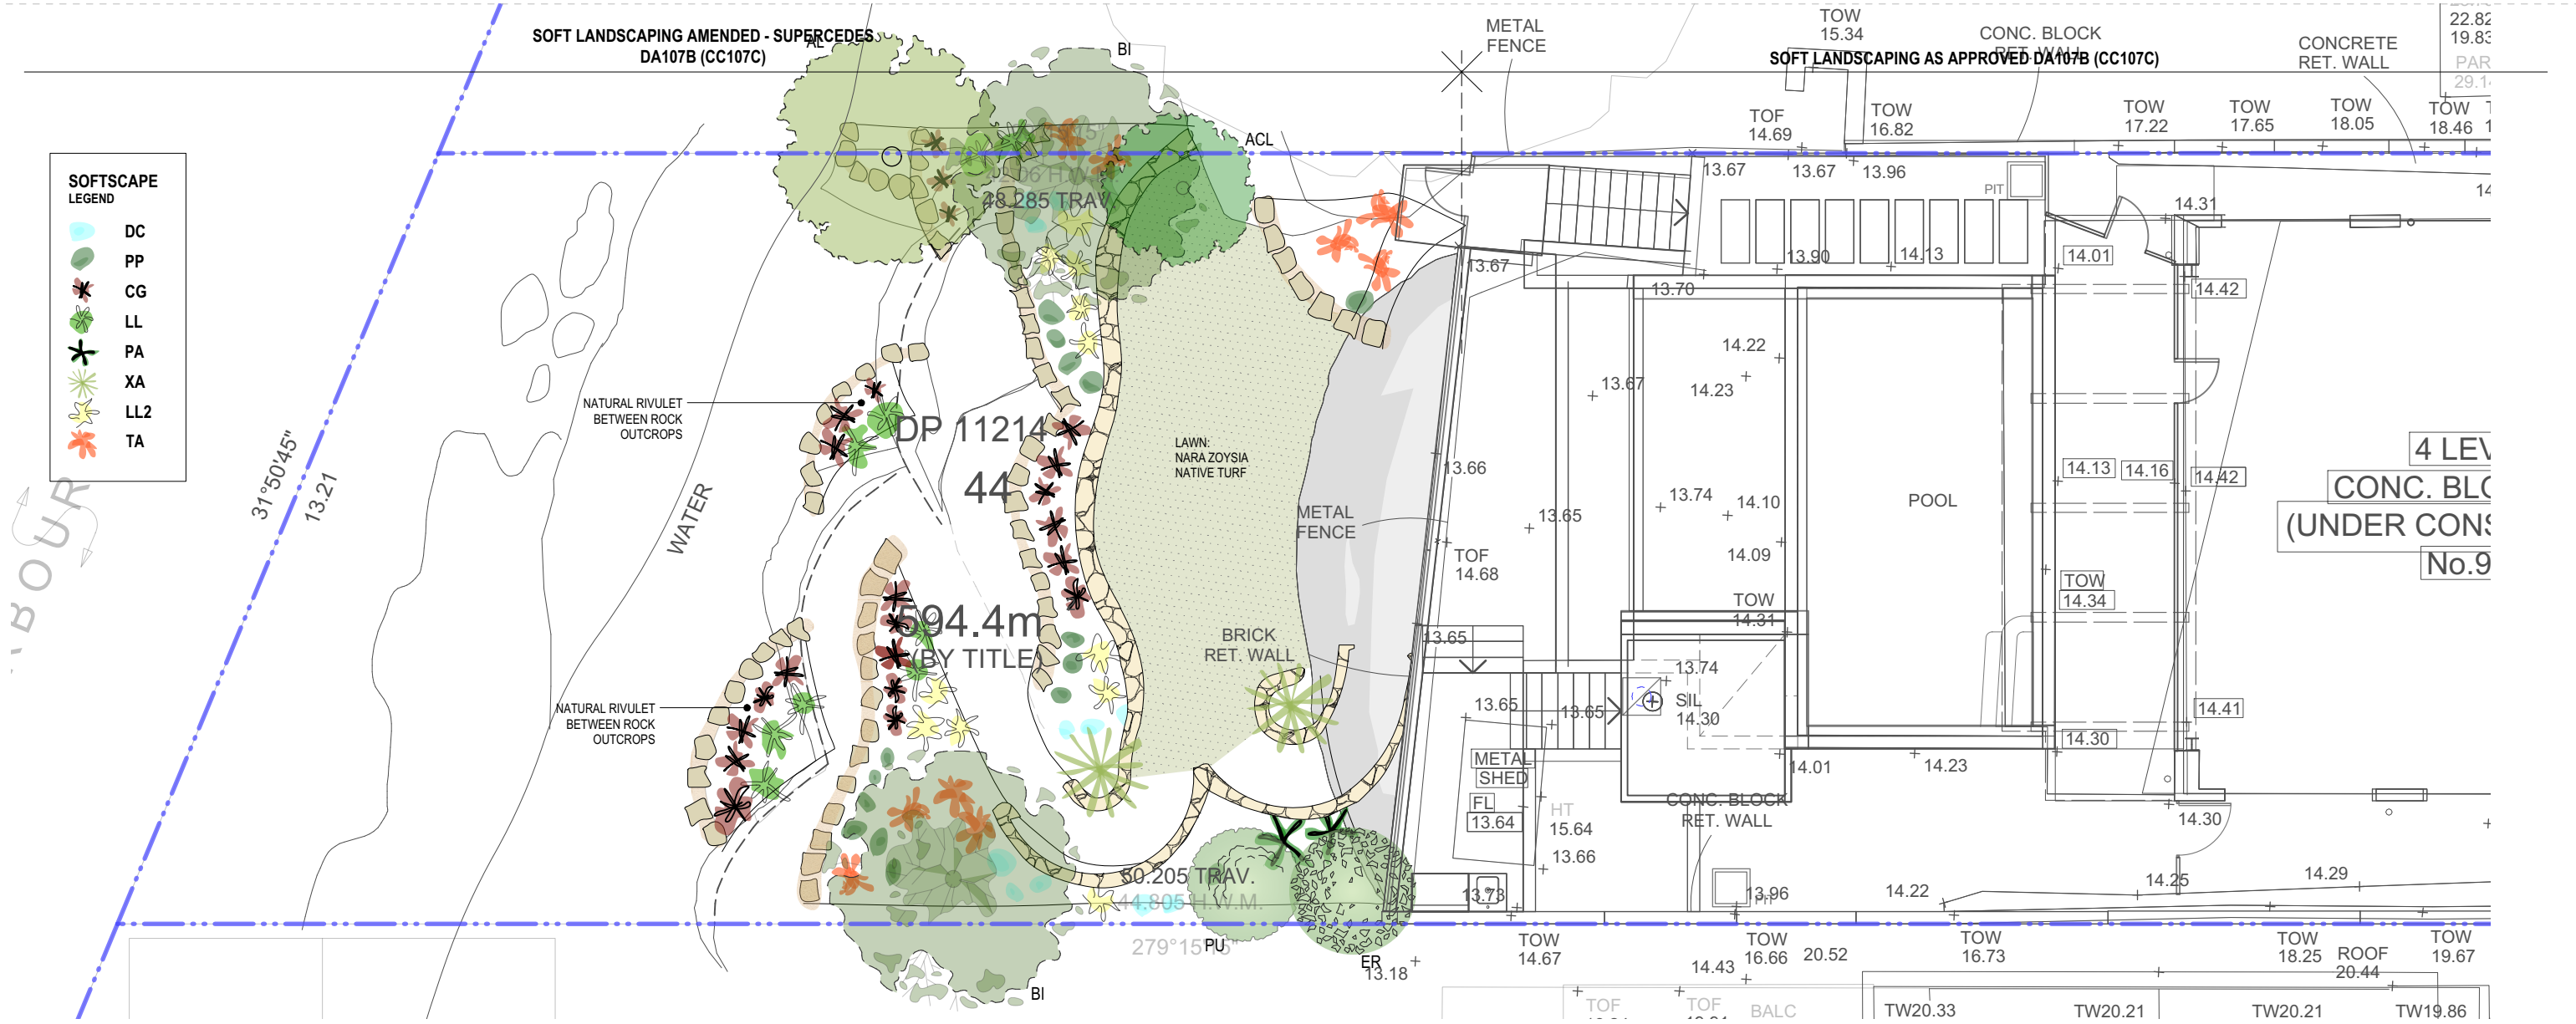 SOFT LANDSCAPING AMENDED - SUPERCEDES
DA107B (CC107C)
SOFT LANDSCAPING AS APPROVED DA107B (CC107C)
AL
BI
ACL
METAL
FENCE
TOW
15.34
CONC. BLOCK
RET. WALL
CONCRETE
RET. WALL
22.82
PAR
TOF
14.69
TOW
16.82
TOW
17.22
TOW
17.65
TOW
18.05
TOW
18.46
SOFTSCAPE
LEGEND
DC
PP
CG
LL
PA
XA
LL2
TA
48.285 TRAV.
13.67
13.67
13.96
PIT
14.31
14.01
13.67
13.90
14.13
13.70
14.42
14.22
14.23
13.67
NATURAL RIVULET
BETWEEN ROCK
OUTCROPS
DP 11214
44
LAWN:
NARA ZOYSIA
NATIVE TURF
31°50'45"
13.21
WATER
METAL
FENCE
13.66
13.65
13.74
14.10
14.09
POOL
14.13
14.16
14.42
4 LEV
CONC. BLC
(UNDER CONS
No.9
TOF
14.68
TOW
14.34
TOW
14.31
594.4m
(BY TITLE)
BRICK
RET. WALL
13.65
13.74
SIL
14.30
13.65
13.65
14.41
14.30
NATURAL RIVULET
BETWEEN ROCK
OUTCROPS
METAL
SHED
FL
13.64
HT
15.64
13.66
14.01
14.23
CONC. BLOCK
RET. WALL
14.30
50.205 TRAV.
44.805 H.W.M.
279°15'15"
13.73
13.96
14.22
14.25
14.29
PU
ER
13.18
BI
TOW
14.67
TOW
16.66
14.43
20.52
TOW
16.73
TOW
18.25
ROOF
20.44
TOW
19.67
TOF
TOF
BALC
TW20.33
TW20.21
TW20.21
TW19.86